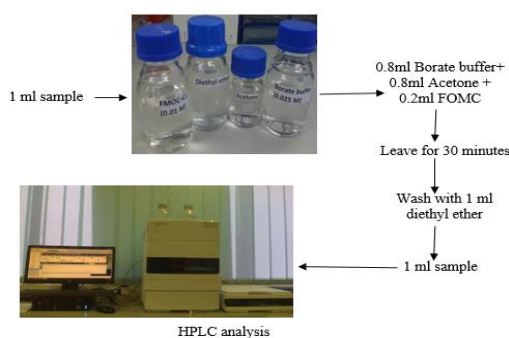 1 ml sample
FMOC-Cl
(0.01 M)
Diethyl ether
Acetone
Borate buffer
(0.025 M)
0.8ml Borate buffer+
0.8ml Acetone +
0.2ml FOMC
Leave for 30 minutes
Wash with 1 ml
diethyl ether
1 ml sample
HPLC analysis